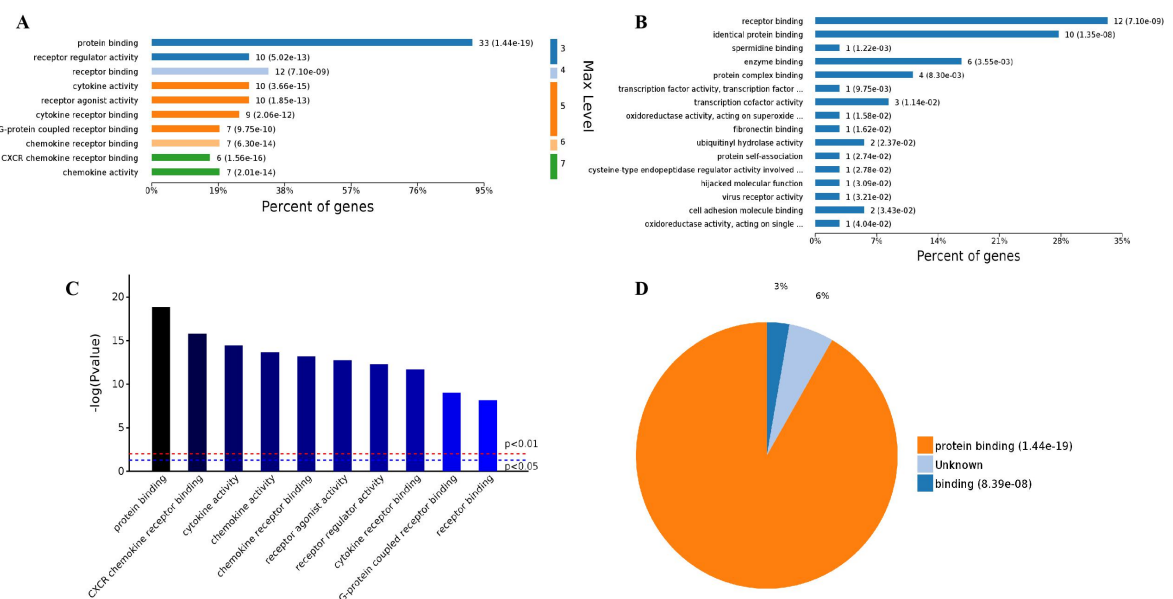 A
protein binding 33 (1.44e-19)
receptor regulator activity 10 (5.02e-13)
receptor binding 12 (7.10e-09)
cytokine activity 10 (3.66e-15)
receptor agonist activity 10 (1.85e-13)
cytokine receptor binding 9 (2.06e-12)
G-protein coupled receptor binding 7 (9.75e-10)
chemokine receptor binding 7 (6.30e-14)
CXCR chemokine receptor binding 6 (1.56e-16)
chemokine activity 7 (2.01e-14)
0% 19% 38% 57% 76% 95%
Percent of genes
3
4
5
6
7
Max Level
B
receptor binding 12 (7.10e-09)
identical protein binding 10 (1.35e-08)
spermidine binding 1 (1.22e-03)
enzyme binding 6 (3.55e-03)
protein complex binding 4 (8.30e-03)
transcription factor activity, transcription factor ... 1 (9.75e-03)
transcription cofactor activity 3 (1.14e-02)
oxidoreductase activity, acting on superoxide ... 1 (1.58e-02)
fibronectin binding 1 (1.62e-02)
ubiquitinyl hydrolase activity 2 (2.37e-02)
protein self-association 1 (2.74e-02)
cysteine-type endopeptidase regulator activity involved ... 1 (2.78e-02)
hijacked molecular function 1 (3.09e-02)
virus receptor activity 1 (3.21e-02)
cell adhesion molecule binding 2 (3.43e-02)
oxidoreductase activity, acting on single ... 1 (4.04e-02)
0% 7% 14% 21% 28% 35%
Percent of genes
C
-log(Pvalue)
20
15
10
5
0
p<0.01
p<0.05
protein binding
CXCR chemokine receptor binding
cytokine activity
chemokine activity
chemokine receptor binding
receptor agonist activity
receptor regulator activity
cytokine receptor binding
G-protein coupled receptor binding
receptor binding
D
3%
6%
protein binding (1.44e-19)
Unknown
binding (8.39e-08)